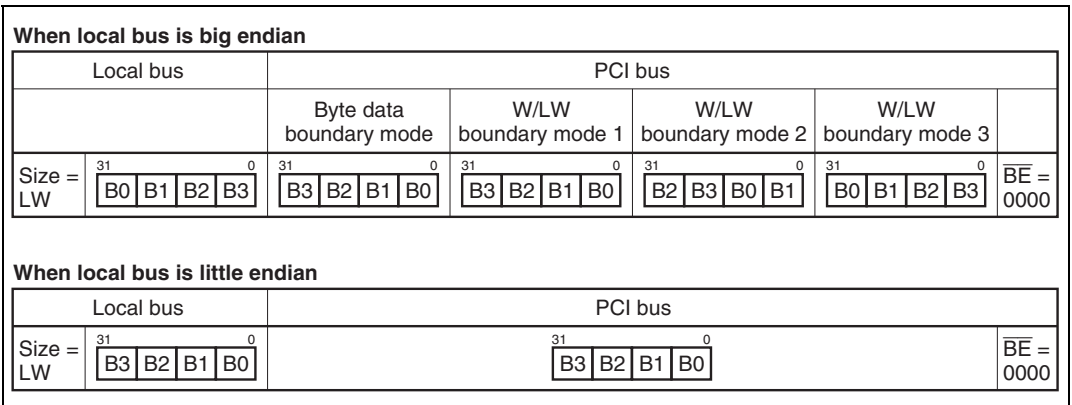 When local bus is big endian
Local bus PCI bus
Byte data boundary mode W/LW boundary mode 1 W/LW boundary mode 2 W/LW boundary mode 3
Size = LW 31 0 B0 B1 B2 B3 31 0 B3 B2 B1 B0 31 0 B3 B2 B1 B0 31 0 B2 B3 B0 B1 31 0 B0 B1 B2 B3 B̅E̅ = 0000
When local bus is little endian
Local bus PCI bus
Size = LW 31 0 B3 B2 B1 B0 31 0 B3 B2 B1 B0 B̅E̅ = 0000